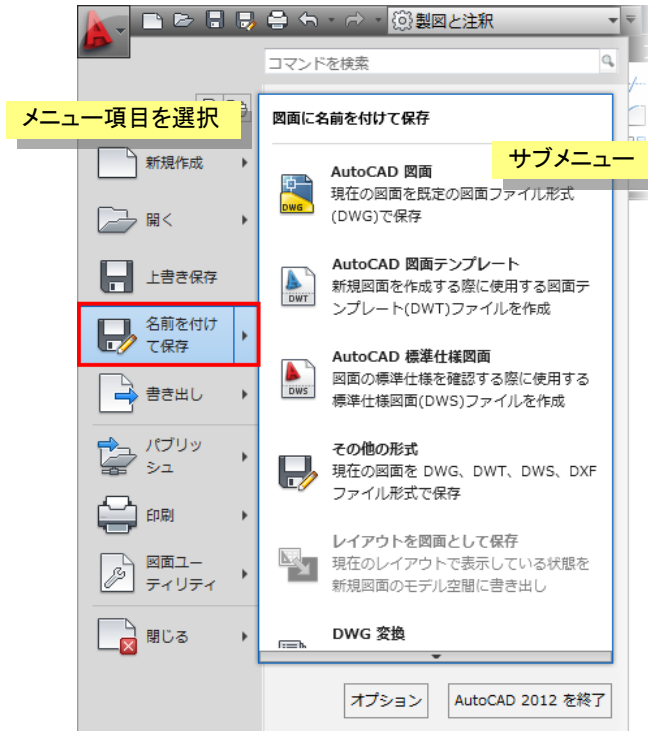 製図と注釈
コマンドを検索
メニュー項目を選択
図面に名前を付けて保存
サブメニュー
新規作成
開く
上書き保存
名前を付け
て保存
書き出し
パブリッ
シュ
印刷
図面ユー
ティリティ
閉じる
DWG
AutoCAD 図面
現在の図面を既定の図面ファイル形式
(DWG)で保存
DWT
AutoCAD 図面テンプレート
新規図面を作成する際に使用する図面テ
ンプレート(DWT)ファイルを作成
DWS
AutoCAD 標準仕様図面
図面の標準仕様を確認する際に使用する
標準仕様図面(DWS)ファイルを作成
その他の形式
現在の図面を DWG、DWT、DWS、DXF
ファイル形式で保存
レイアウトを図面として保存
現在のレイアウトで表示している状態を
新規図面のモデル空間に書き出し
DWG 変換
オプション
AutoCAD 2012 を終了